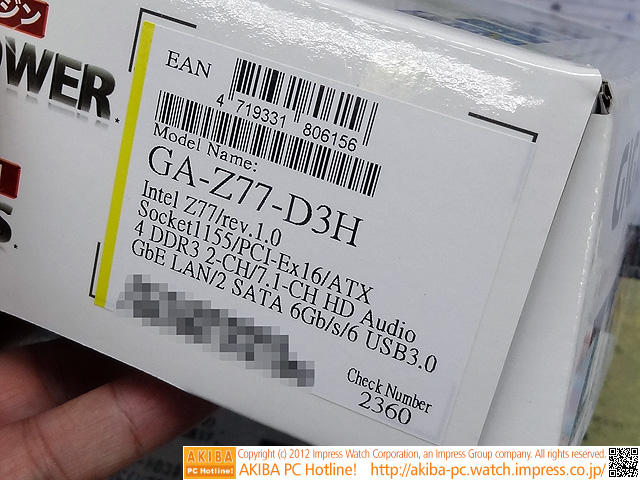 ジン
OWER
EAN
4 719331 806156
Model Name:
GA-Z77-D3H
Intel Z77/rev.1.0
Socket1155/PCI-Ex16/ATX
4 DDR3 2-CH/7.1-CH HD Audio
GbE LAN/2 SATA 6Gb/s/6 USB3.0
Check Number
2360
AKIBA
PC Hotline!
Copyright (c) 2012 Impress Watch Corporation, an Impress Group company. All rights reserved.
AKIBA PC Hotline! http://akiba-pc.watch.impress.co.jp/